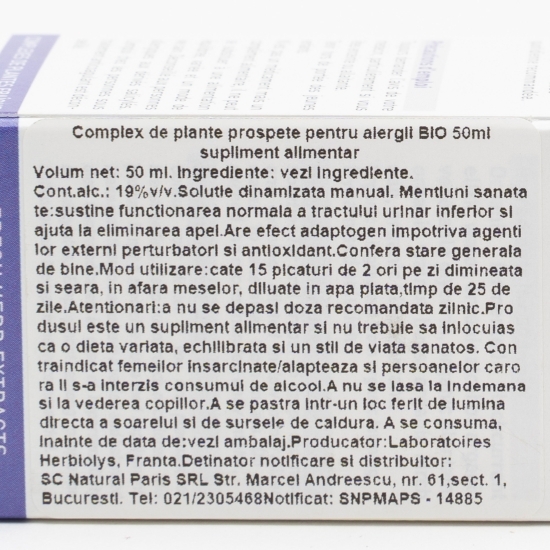 Complex de plante prospete pentru alergii BIO 50ml
supliment alimentar
Volum net: 50 ml. Ingrediente: vezi ingrediente.
Cont.alc.: 19%v/v.Solutie dinamizata manual. Mentiuni sanata
te:sustine functionarea normala a tractului urinar inferior si
ajuta la eliminarea apei.Are efect adaptogen impotriva agenti
lor externi perturbatori si antioxidant.Confera stare generala
de bine.Mod utilizare:cate 15 picaturi de 2 ori pe zi dimineata
si seara, in afara meselor, diluate in apa plata,timp de 25 de
zile.Atentionari:a nu se depasi doza recomandata zilnic.Pro
dusul este un supliment alimentar si nu trebuie sa inlocuias
ca o dieta variata, echilibrata si un stil de viata sanatos. Con
traindicat femeilor insarcinate/alapteaza si persoanelor caro
ra li s-a interzis consumul de alcool.A nu se lasa la indemana
si la vederea copiilor.A se pastra intr-un loc ferit de lumina
directa a soarelui si de sursele de caldura. A se consuma,
inainte de data de:vezi ambalaj.Producator:Laboratoires
Herbiolys, Franta.Detinator notificare si distribuitor:
SC Natural Paris SRL Str. Marcel Andreescu, nr. 61,sect. 1,
Bucuresti. Tel: 021/2305468Notificat: SNPMAPS - 14885